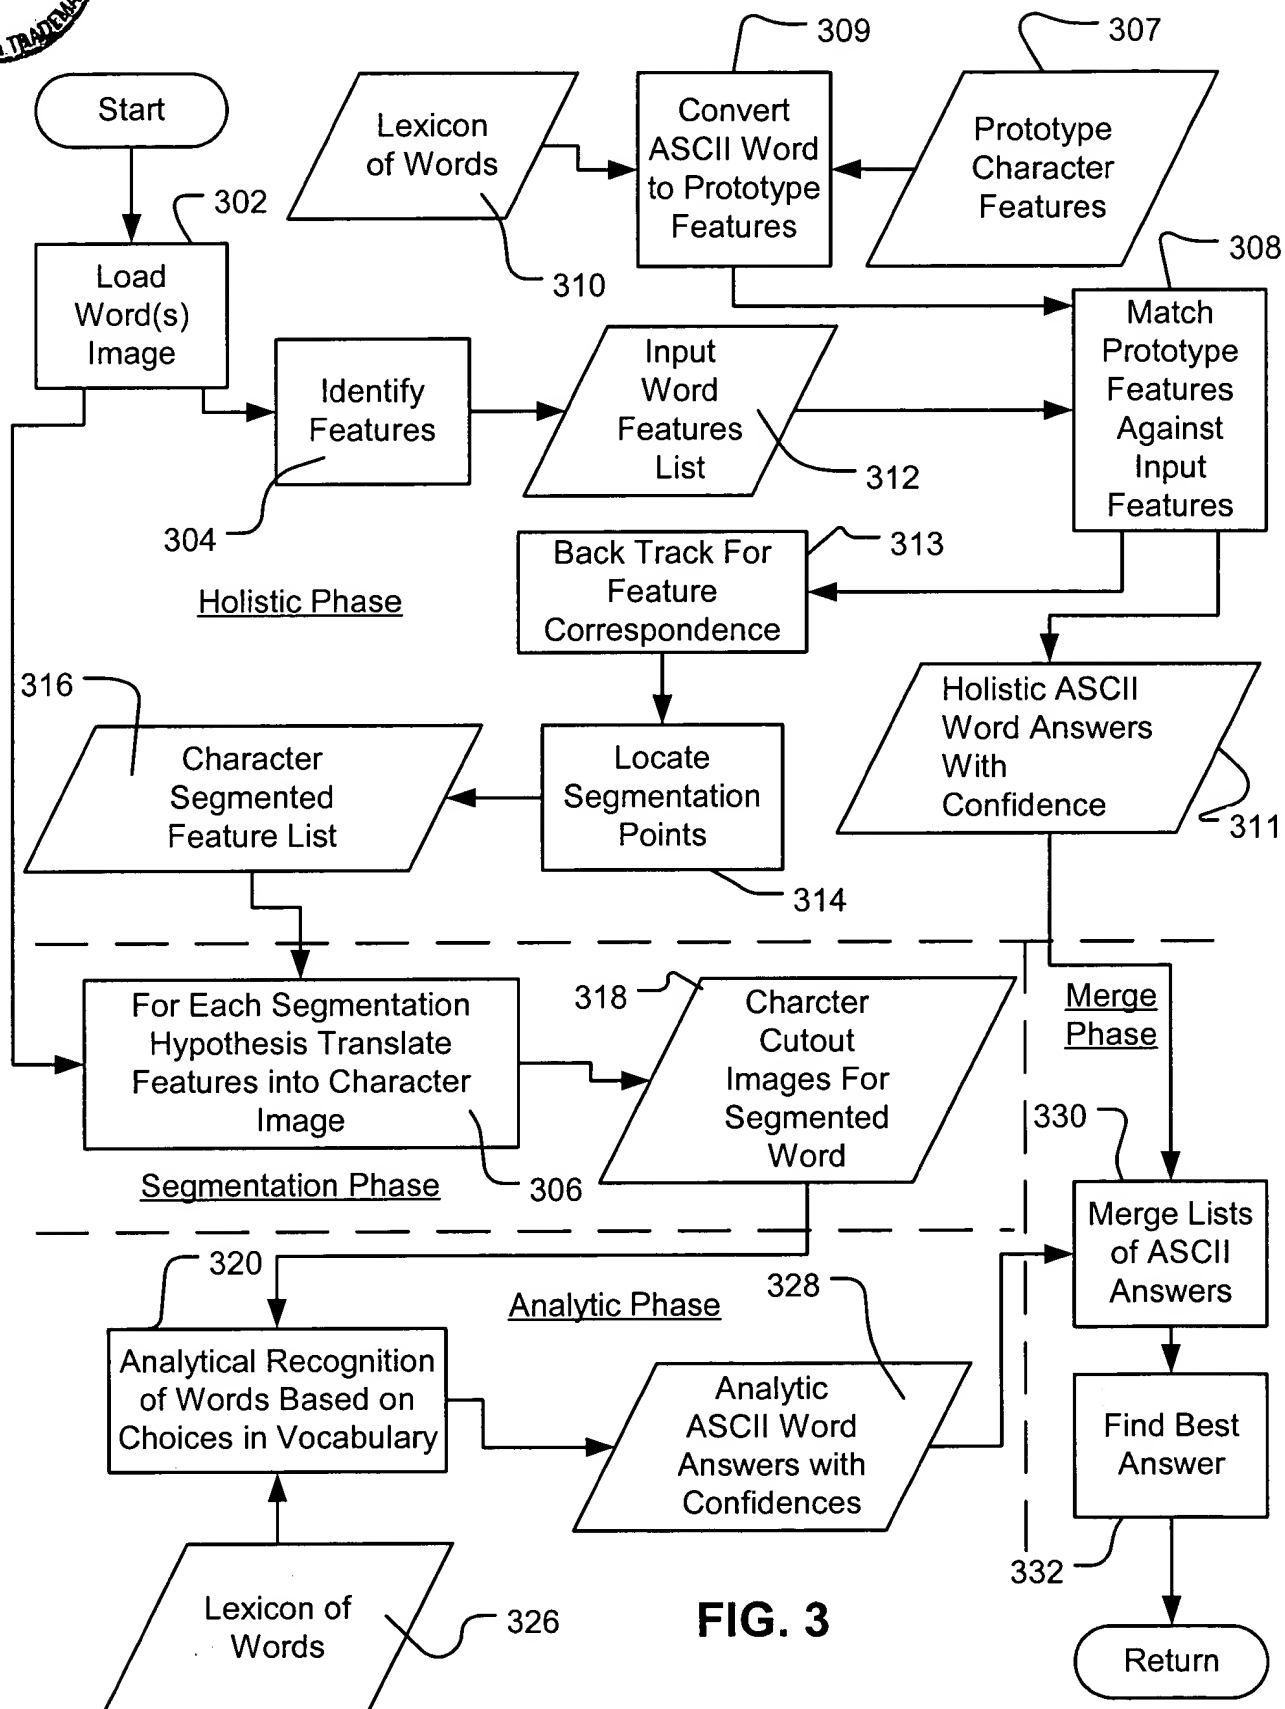 TRADEMA
309
307
Start
Lexicon
of Words
Convert
ASCII Word
to Prototype
Features
Prototype
Character
Features
302
310
308
Load
Word(s)
Image
Identify
Features
Input
Word
Features
List
Match
Prototype
Features
Against
Input
Features
312
304
313
Back Track For
Feature
Correspondence
Holistic Phase
316
Character
Segmented
Feature List
Locate
Segmentation
Points
Holistic ASCII
Word Answers
With
Confidence
311
314
For Each Segmentation
Hypothesis Translate
Features into Character
Image
318
Charcter
Cutout
Images For
Segmented
Word
Merge
Phase
330
306
Segmentation Phase
Merge Lists
of ASCII
Answers
320
328
Analytic Phase
Analytical Recognition
of Words Based on
Choices in Vocabulary
Analytic
ASCII Word
Answers with
Confidences
Find Best
Answer
332
Lexicon of
Words
326
FIG. 3
Return